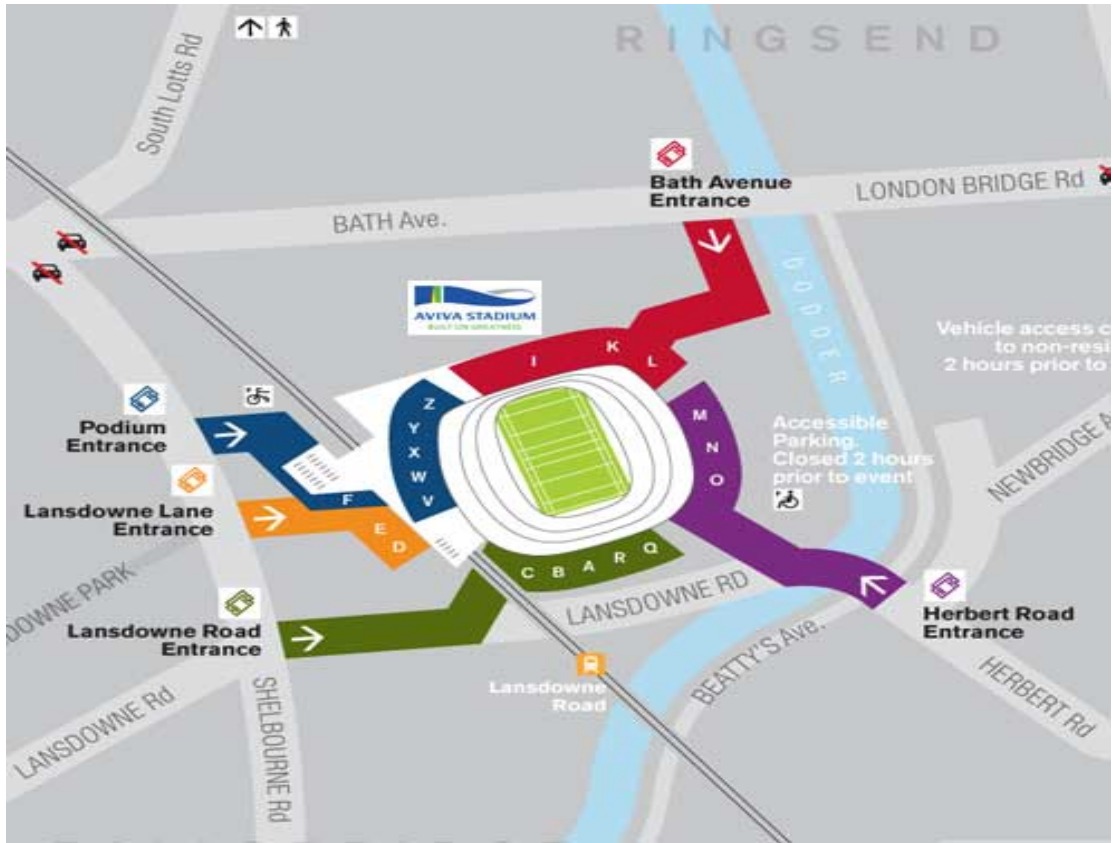 RINGSEND
South Lotts Rd
Bath Avenue
Entrance
LONDON BRIDGE Rd
BATH Ave.
DODDER
AVIVA STADIUM
BUILT ON GREATNESS
Vehicle access c
to non-resi
2 hours prior to
I
K
L
Z
Y
X
W
V
M
N
O
Podium
Entrance
Accessible
Parking.
Closed 2 hours
prior to event
NEWBRIDGE A
Lansdowne Lane
Entrance
F
E
D
C B A R Q
DOWNE PARK
Lansdowne Road
Entrance
LANSDOWNE RD
Herbert Road
Entrance
Lansdowne
Road
BEATTY'S Ave.
HERBERT Rd
LANSDOWNE Rd
SHELBOURNE Rd